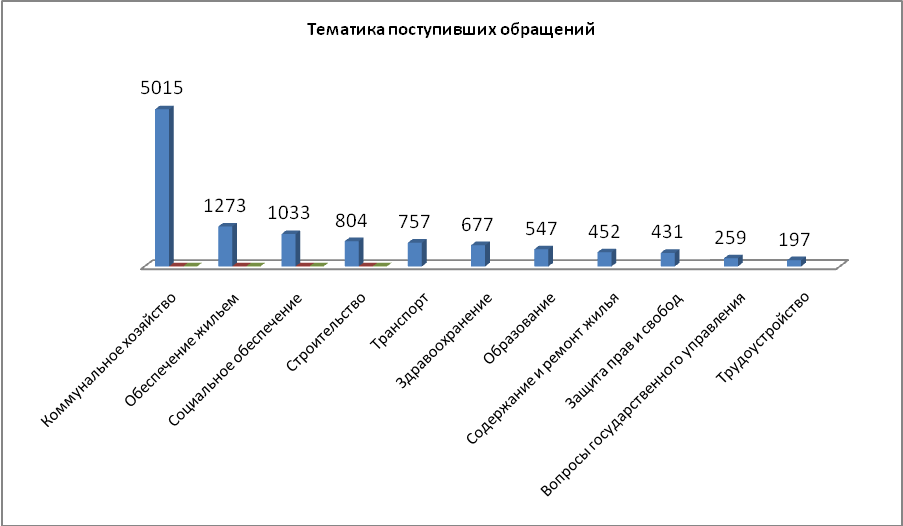 Тематика поступивших обращений
5015
1273
1033
804
757
677
547
452
431
259
197
Коммунальное хозяйство
Обеспечение жильем
Социальное обеспечение
Строительство
Транспорт
Здравоохранение
Образование
Содержание и ремонт жилья
Защита прав и свобод
Вопросы государственного управления
Трудоустройство